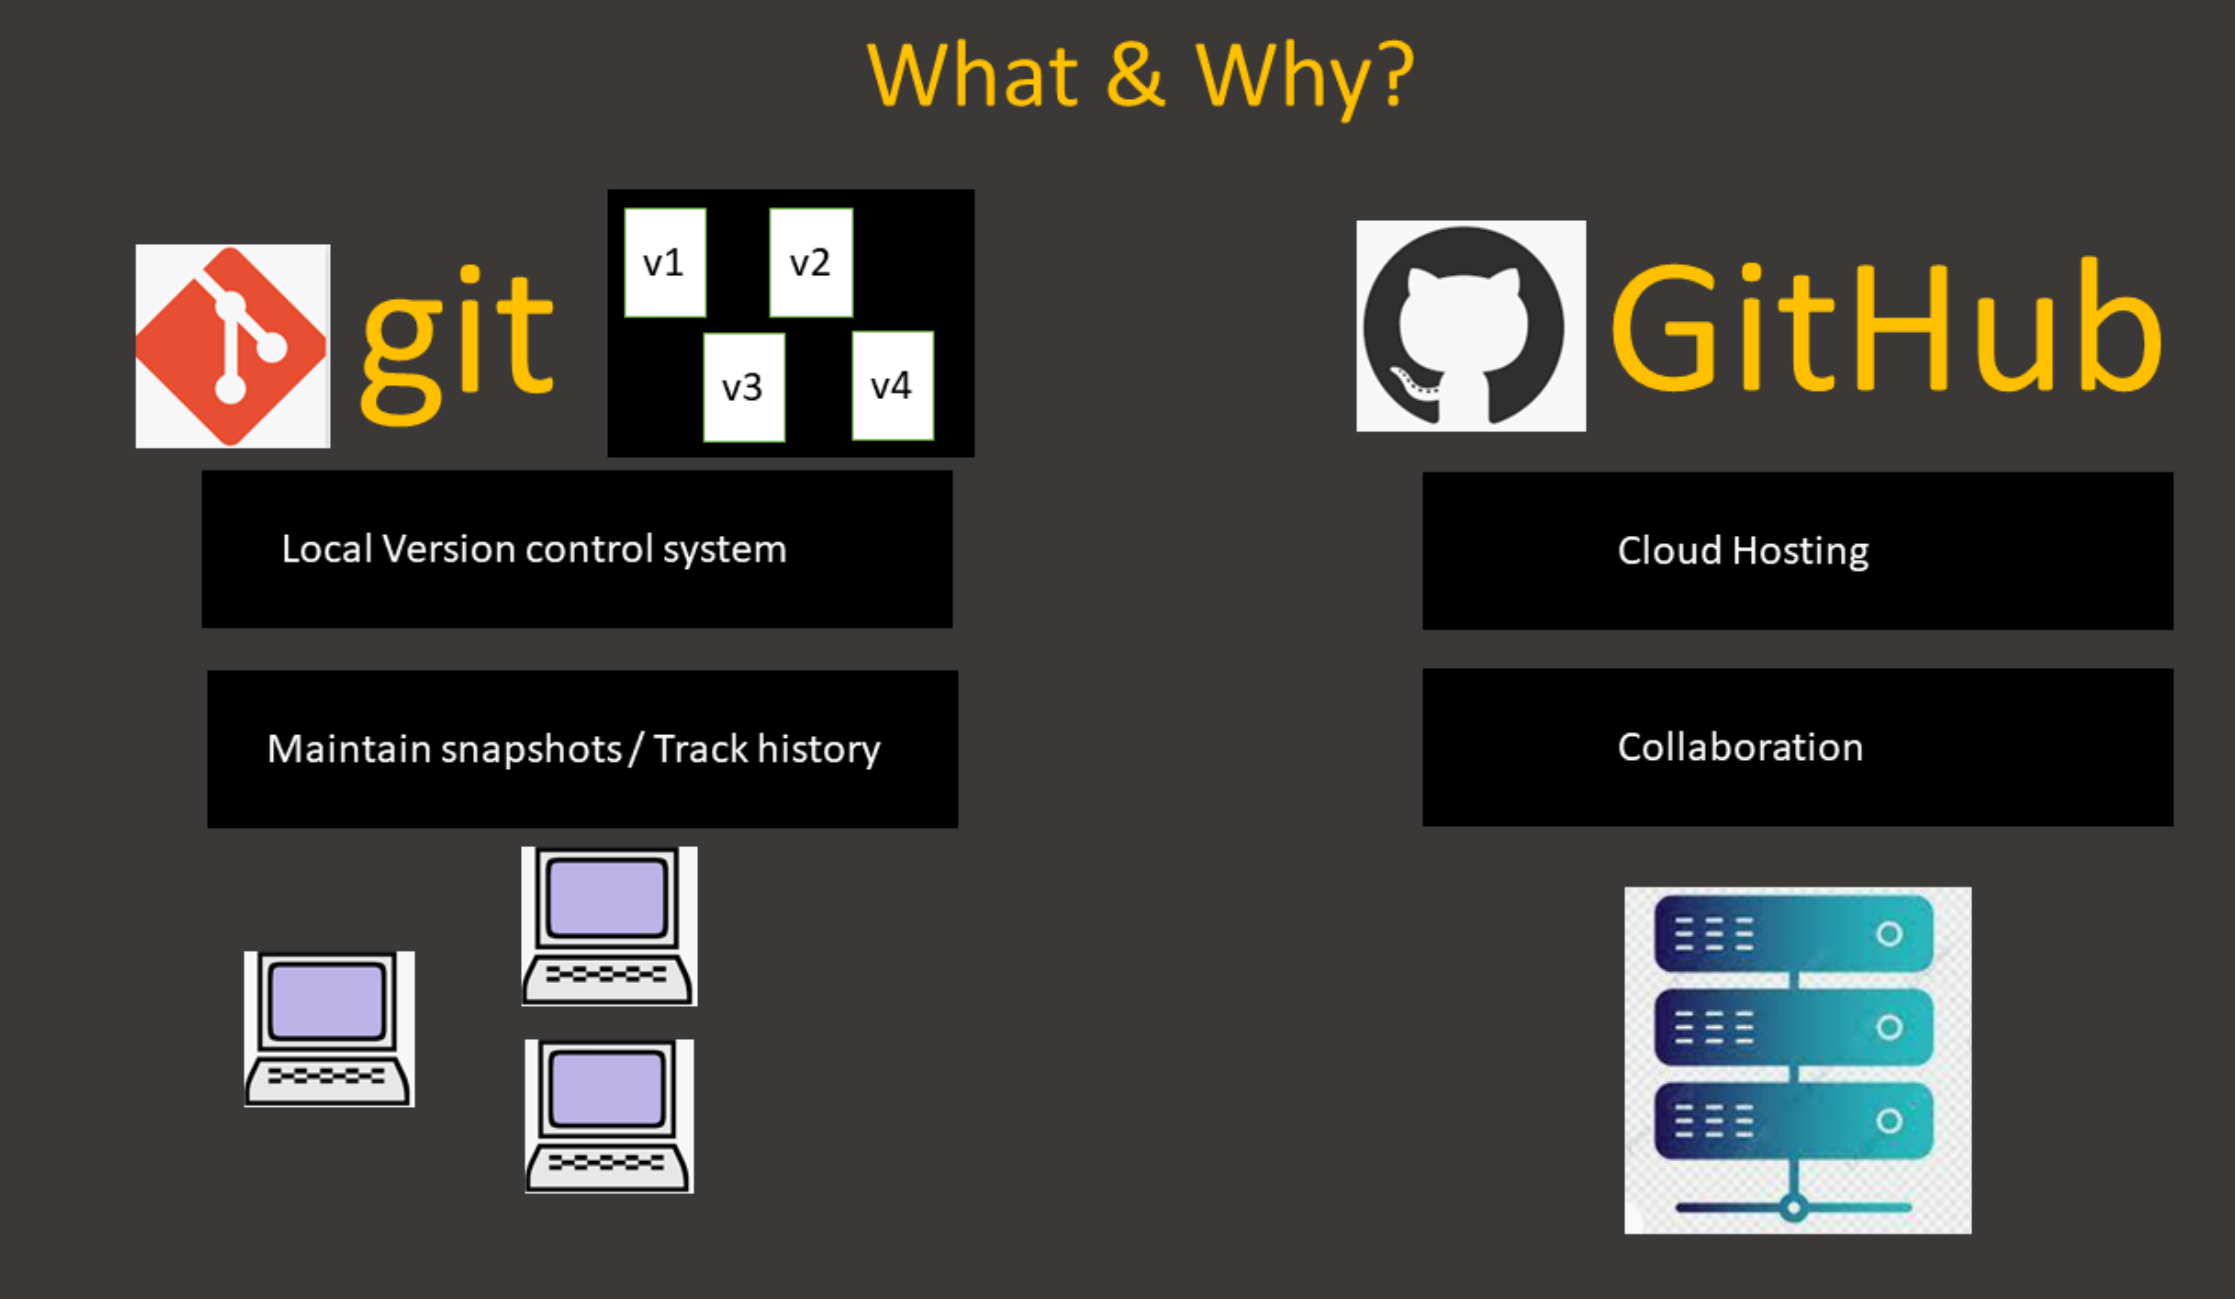 What & Why?
git
v1
v2
v3
v4
Local Version control system
Maintain snapshots / Track history
GitHub
Cloud Hosting
Collaboration